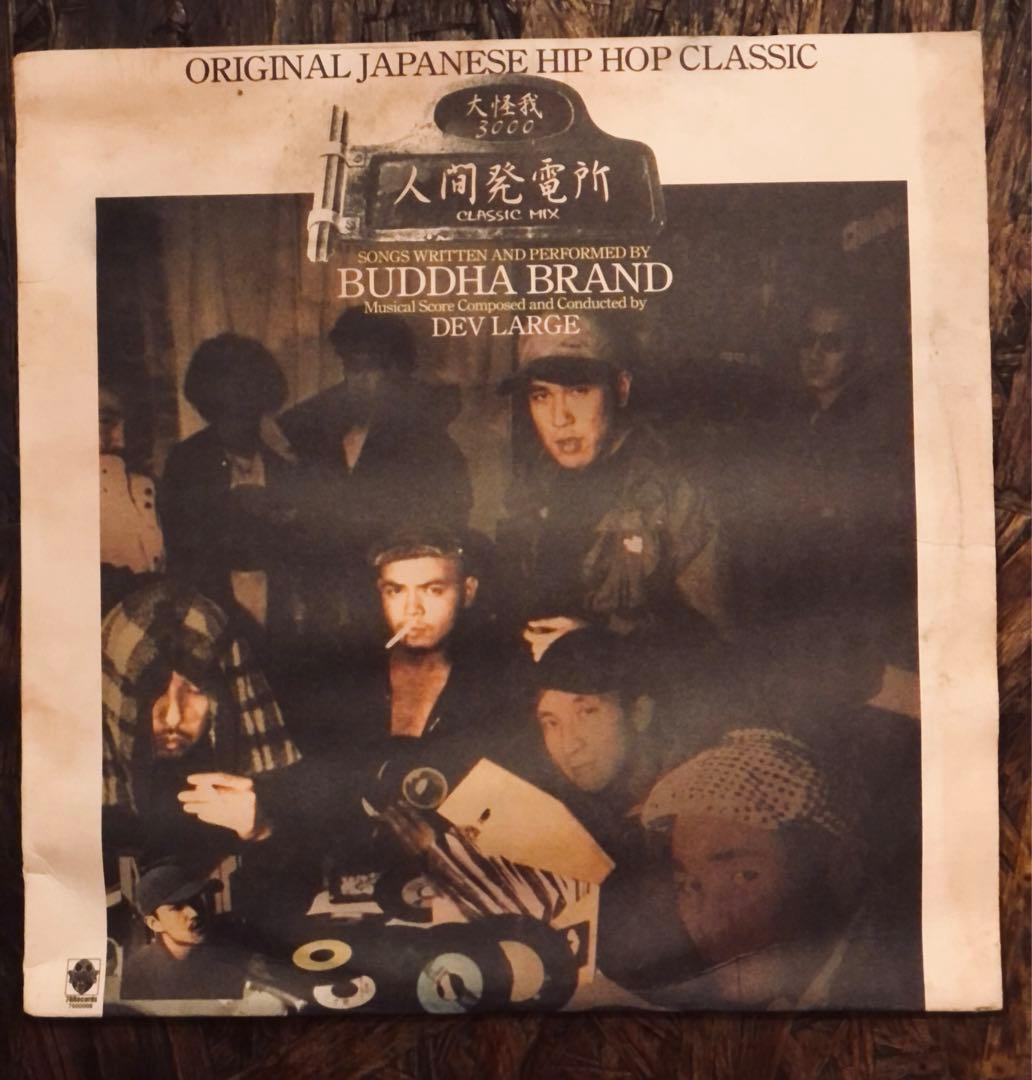 ORIGINAL JAPANESE HIP HOP CLASSIC
大怪我
3000
人間発電所
CLASSIC MIX
SONGS WRITTEN AND PERFORMED BY
BUDDHA BRAND
Musical Score Composed and Conducted by
DEV LARGE